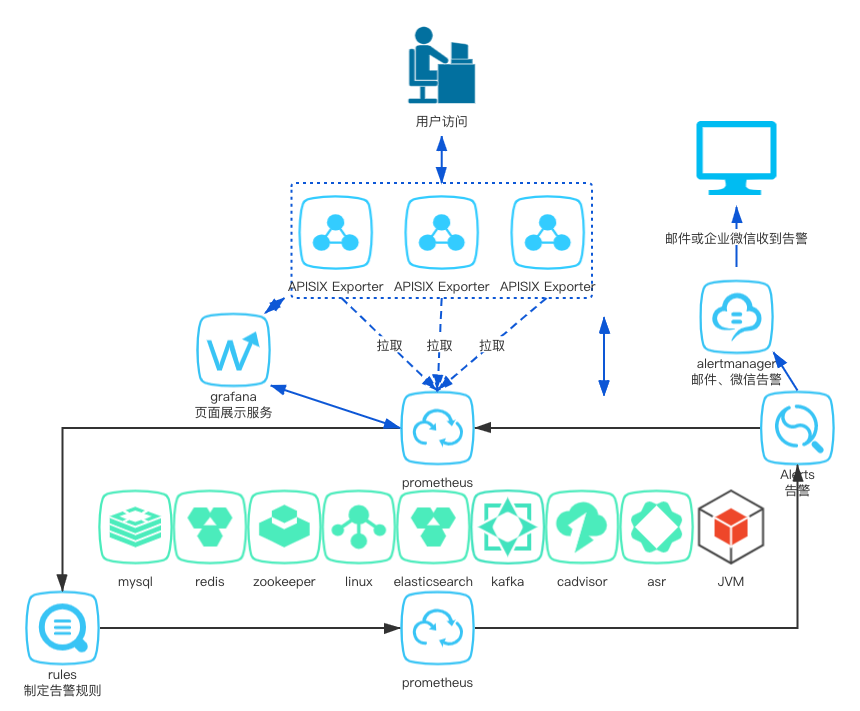 用户访问
邮件或企业微信收到告警
APISIX Exporter
APISIX Exporter
APISIX Exporter
拉取
拉取
拉取
alertmanager
邮件、微信告警
grafana
页面展示服务
prometheus
Alerts
告警
mysql
redis
zookeeper
linux
elasticsearch
kafka
cadvisor
asr
JVM
rules
制定告警规则
prometheus